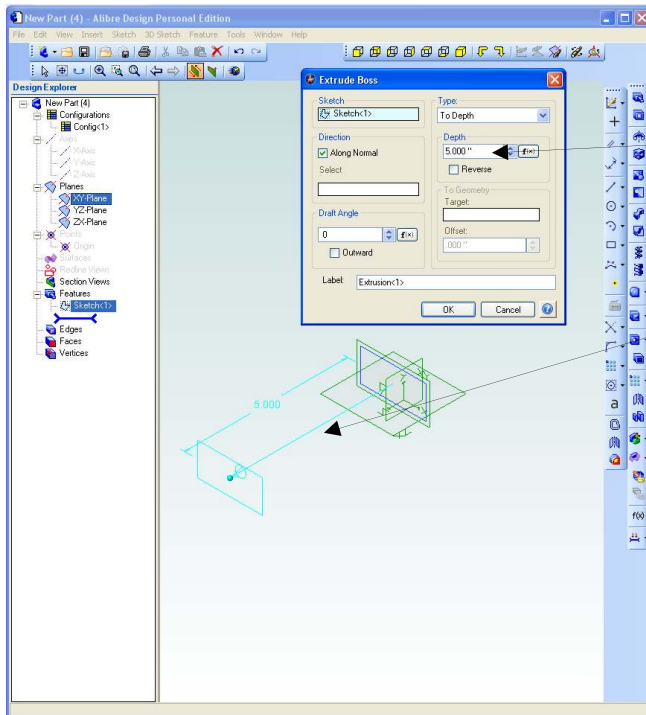 New Part (4) - Alibre Design Personal Edition
File Edit View Insert Sketch 3D Sketch Feature Tools Window Help
Design Explorer
New Part (4)
Configurations
Config<1>
Axes
X-Axis
Y-Axis
Z-Axis
Planes
XY-Plane
YZ-Plane
ZX-Plane
Points
Origin
Surfaces
Redline Views
Section Views
Features
Sketch<1>
Edges
Faces
Vertices
Extrude Boss
Sketch
Sketch<1>
Type:
To Depth
Direction
Along Normal
Select
Depth
5.000 "
f(x)
Reverse
To Geometry
Target:
Offset:
.000 "
Draft Angle
0
f(x)
Outward
Label: Extrusion<1>
OK Cancel ?
5.000
a
f(x)